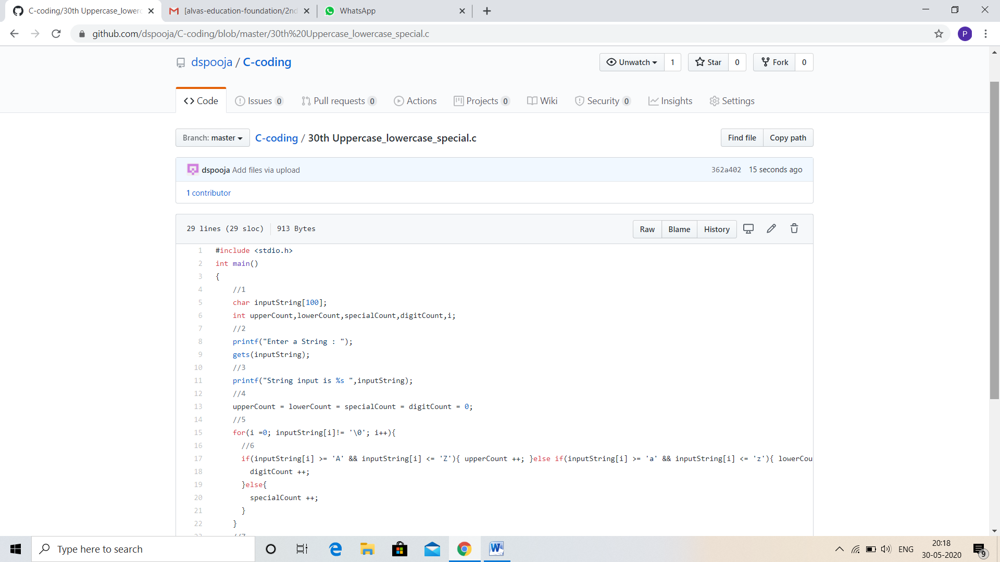 C-coding/30th Uppercase_lowerc
[alvas-education-foundation/2nd
WhatsApp
github.com/dspooja/C-coding/blob/master/30th%20Uppercase_lowercase_special.c
P
dspooja / C-coding
Unwatch 1
Star 0
Fork 0
Code
Issues 0
Pull requests 0
Actions
Projects 0
Wiki
Security 0
Insights
Settings
Branch: master
C-coding / 30th Uppercase_lowercase_special.c
Find file
Copy path
dspooja Add files via upload
362a402 15 seconds ago
1 contributor
29 lines (29 sloc) 913 Bytes
Raw
Blame
History
1 #include <stdio.h>
2 int main()
3 {
4 //1
5 char inputString[100];
6 int upperCount,lowerCount,specialCount,digitCount,i;
7 //2
8 printf("Enter a String : ");
9 gets(inputString);
10 //3
11 printf("String input is %s ",inputString);
12 //4
13 upperCount = lowerCount = specialCount = digitCount = 0;
14 //5
15 for(i =0; inputString[i]!= '\0'; i++){
16 //6
17 if(inputString[i] >= 'A' && inputString[i] <= 'Z'){ upperCount ++; }else if(inputString[i] >= 'a' && inputString[i] <= 'z'){ lowerCou
18 digitCount ++;
19 }else{
20 specialCount ++;
21 }
22 }
23 //7
Type here to search
ENG
20:18
30-05-2020
9